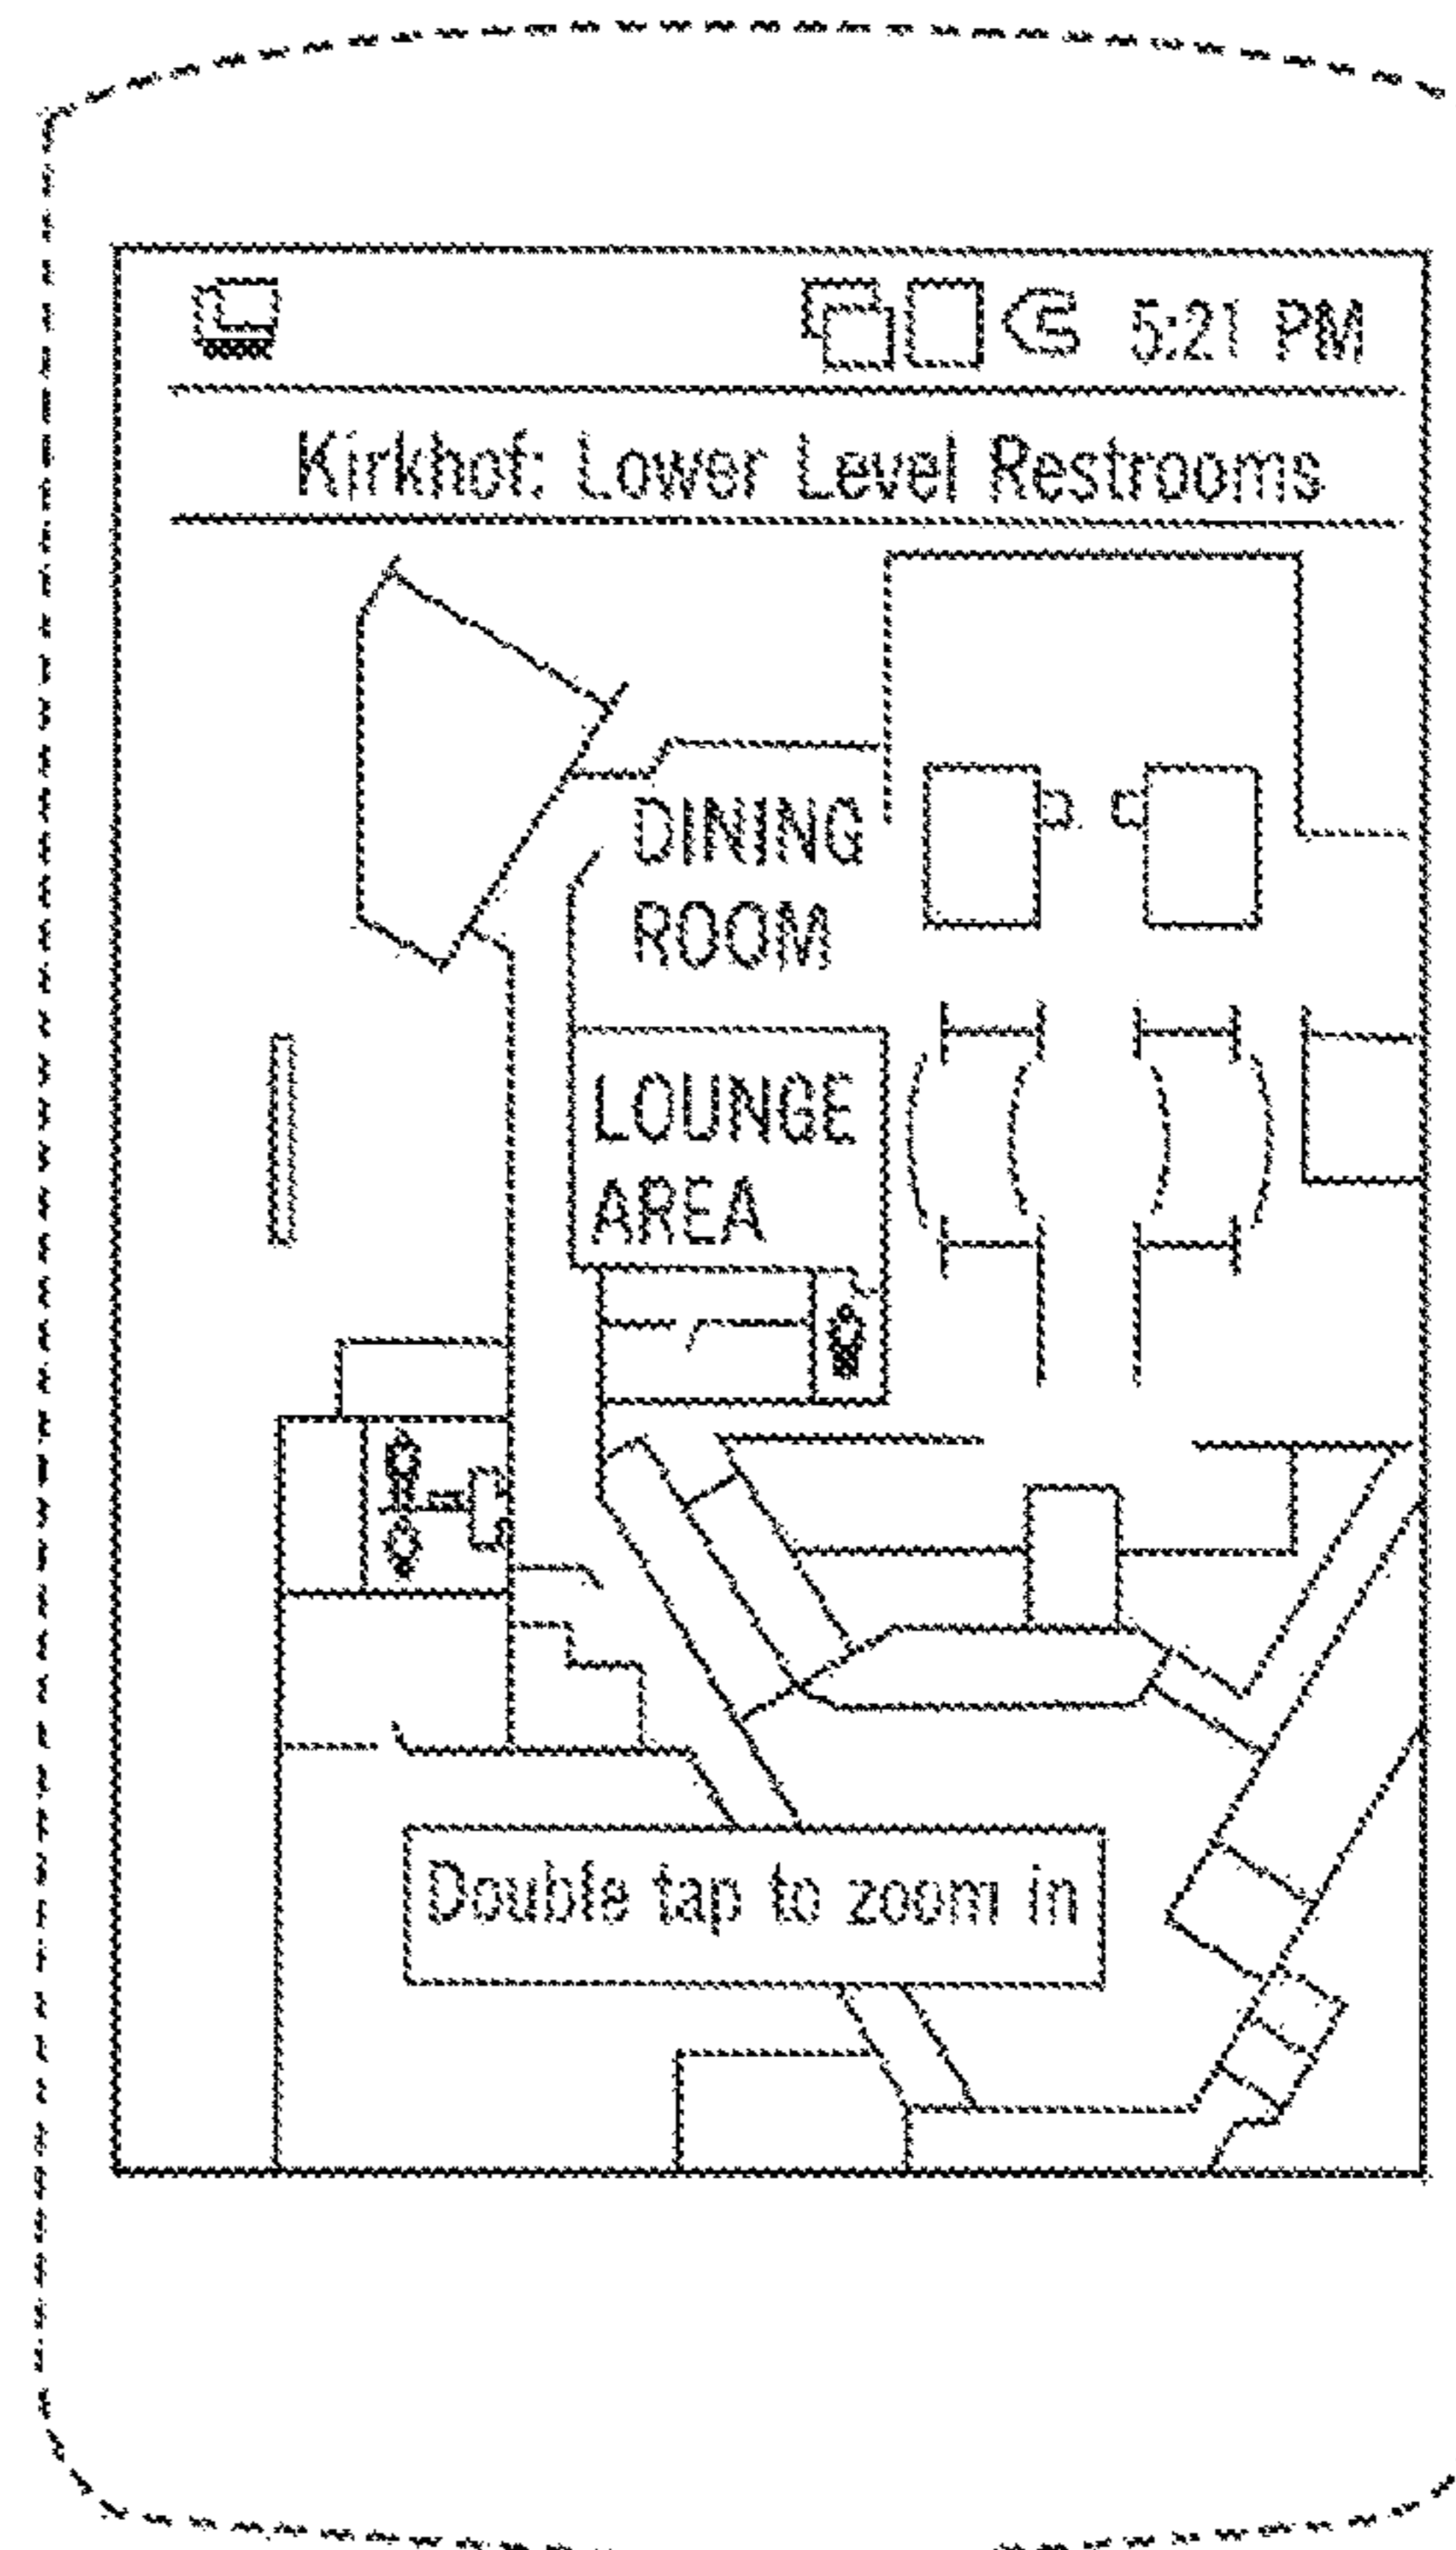 5:21 PM
Kirkhof: Lower Level Restrooms
DINING
ROOM
LOUNGE
AREA
Double tap to zoom in